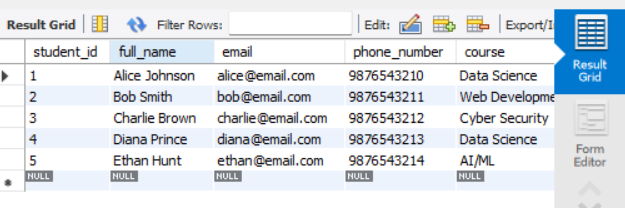 Result Grid Filter Rows: Edit: Export/I
student_id full_name email phone_number course
1 Alice Johnson alice@email.com 9876543210 Data Science
2 Bob Smith bob@email.com 9876543211 Web Developme
3 Charlie Brown charlie@email.com 9876543212 Cyber Security
4 Diana Prince diana@email.com 9876543213 Data Science
5 Ethan Hunt ethan@email.com 9876543214 AI/ML
NULL NULL NULL NULL NULL
Result
Grid
Form
Editor